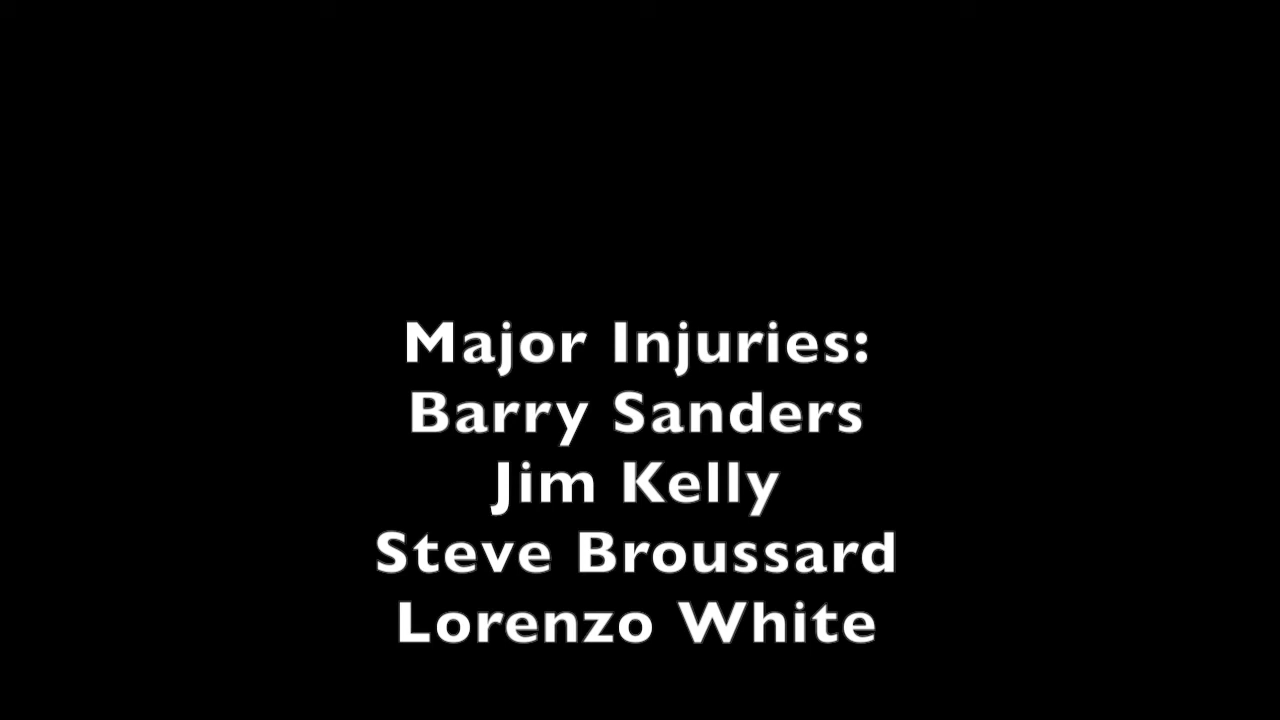 Major Injuries:
Barry Sanders
Jim Kelly
Steve Broussard
Lorenzo White